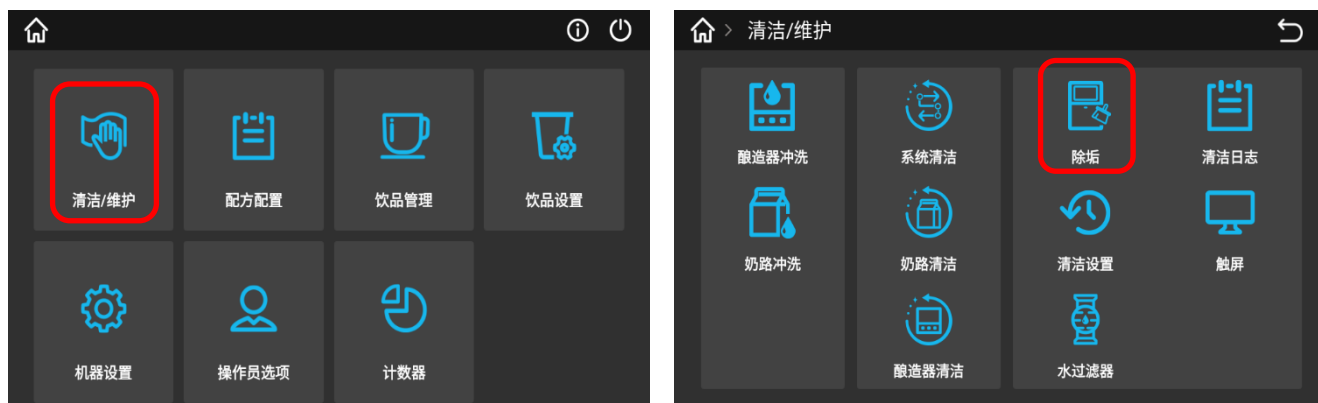 清洁/维护
配方配置
饮品管理
饮品设置
机器设置
操作员选项
计数器
清洁/维护
酿造器冲洗
系统清洁
除垢
清洁日志
奶路冲洗
奶路清洁
清洁设置
触屏
酿造器清洁
水过滤器